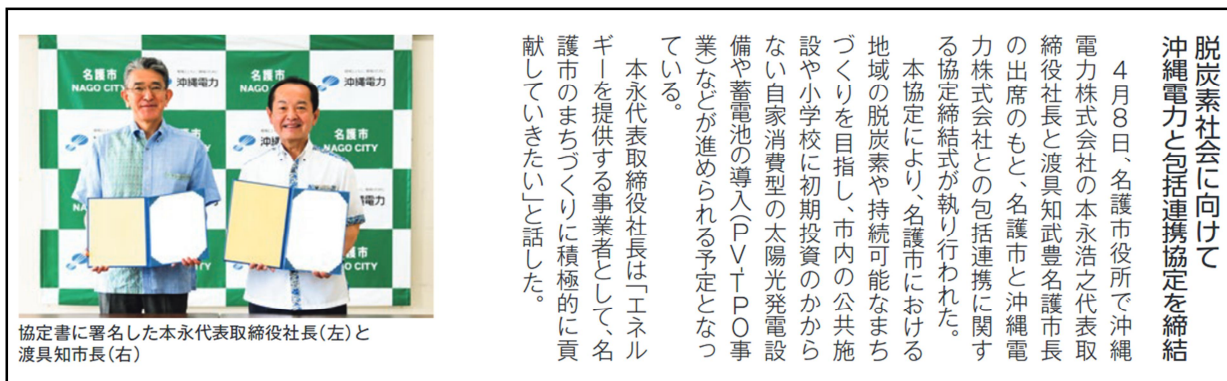 脱炭素社会に向けて
沖縄電力と包括連携協定を締結
４月８日、名護市役所で沖縄
電力株式会社の本永浩之代表取
締役社長と渡具知武豊名護市長
の出席のもと、名護市と沖縄電
力株式会社との包括連携に関す
る協定締結式が執り行われた。
本協定により、名護市における
地域の脱炭素や持続可能なまち
づくりを目指し、市内の公共施
設や小学校に初期投資のかから
ない自家消費型の太陽光発電設
備や蓄電池の導入（ＰＶ-ＴＰＯ事
業）などが進められる予定となっ
ている。
本永代表取締役社長は「エネル
ギーを提供する事業者として、名
護市のまちづくりに積極的に貢
献していきたい」と話した。
名護市
NAGO CITY
沖縄電力
名護市
NAGO CITY
沖縄電力
NAGO CITY
NAGO CITY
協定書に署名した本永代表取締役社長（左）と
渡具知市長（右）